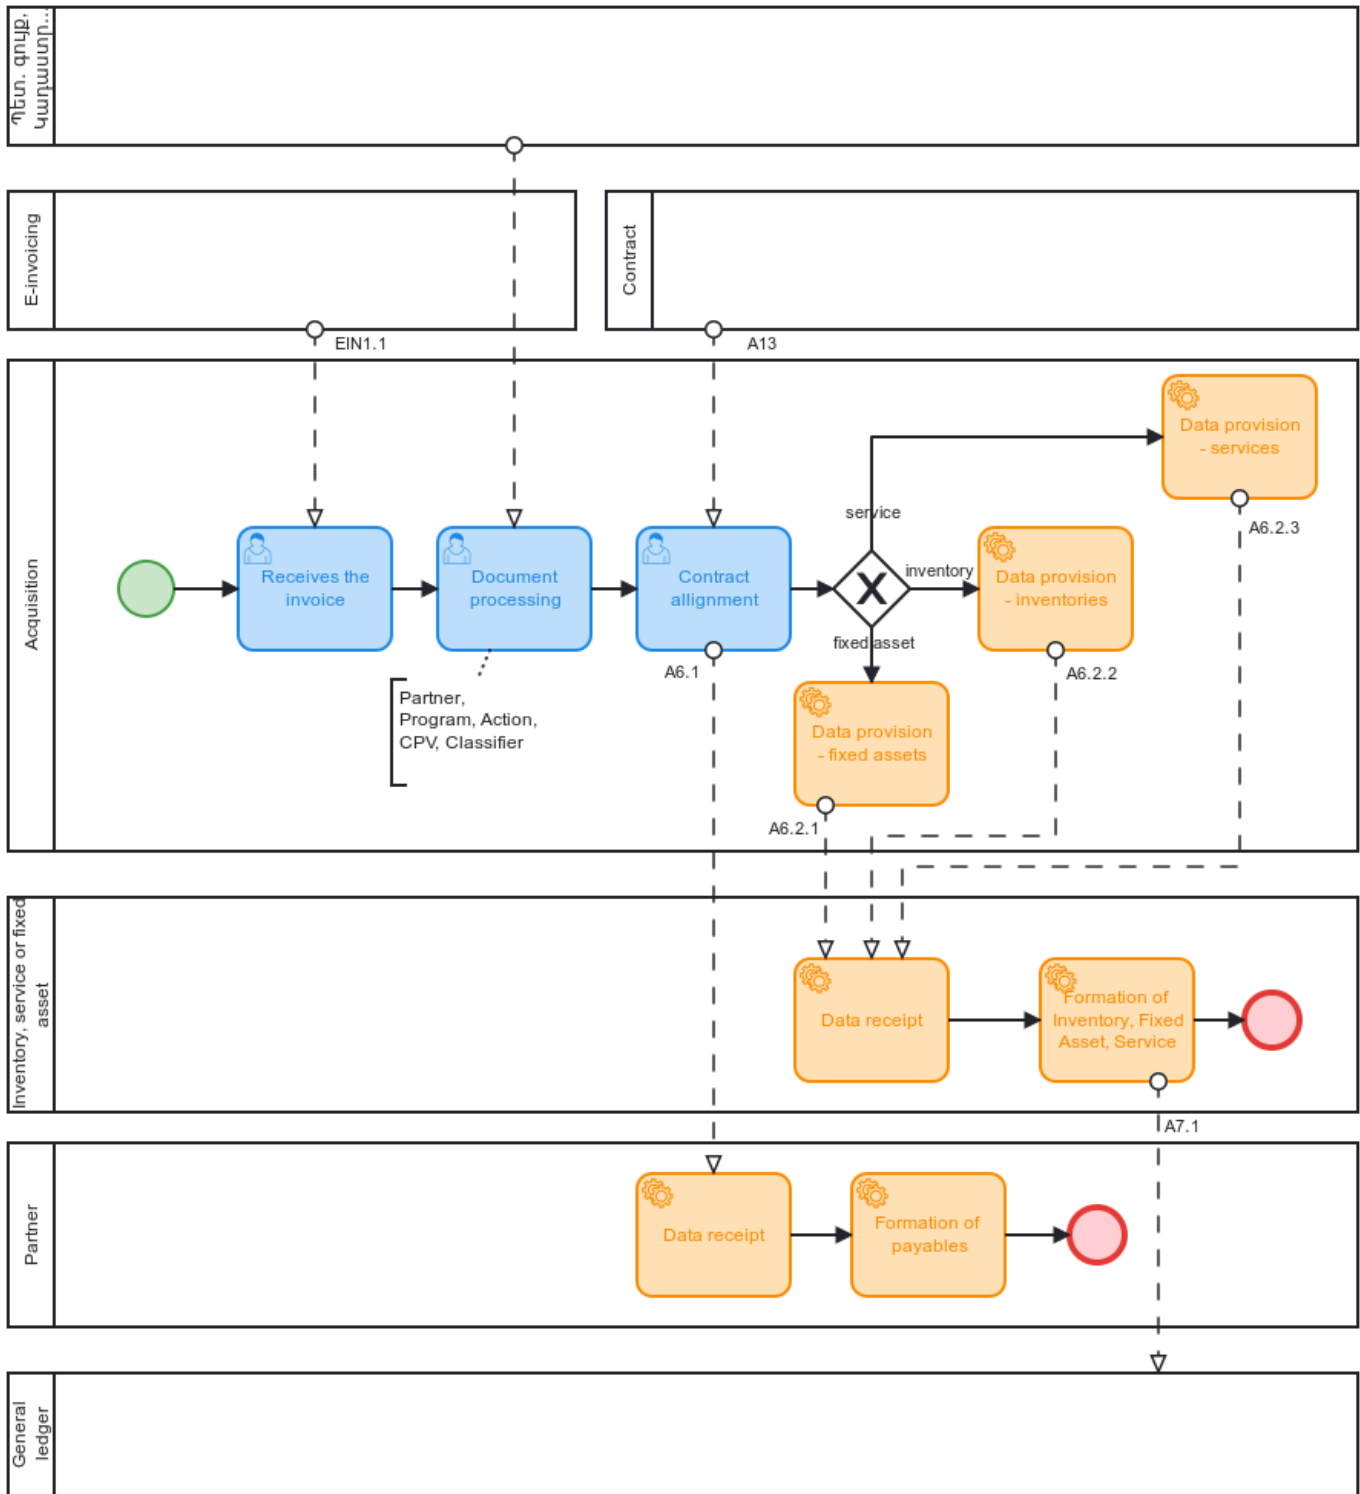 Պետ. գույք,
Կադաստր...
E-invoicing
Contract
EIN1.1
A13
Acquisition
Data provision
- services
A6.2.3
service
Receives the
invoice
Document
processing
Contract
allignment
inventory
Data provision
- inventories
A6.2.2
fixed asset
A6.1
Partner,
Program, Action,
CPV, Classifier
Data provision
- fixed assets
A6.2.1
Inventory, service or fixed
asset
Data receipt
Formation of
Inventory, Fixed
Asset, Service
A7.1
Partner
Data receipt
Formation of
payables
General
ledger